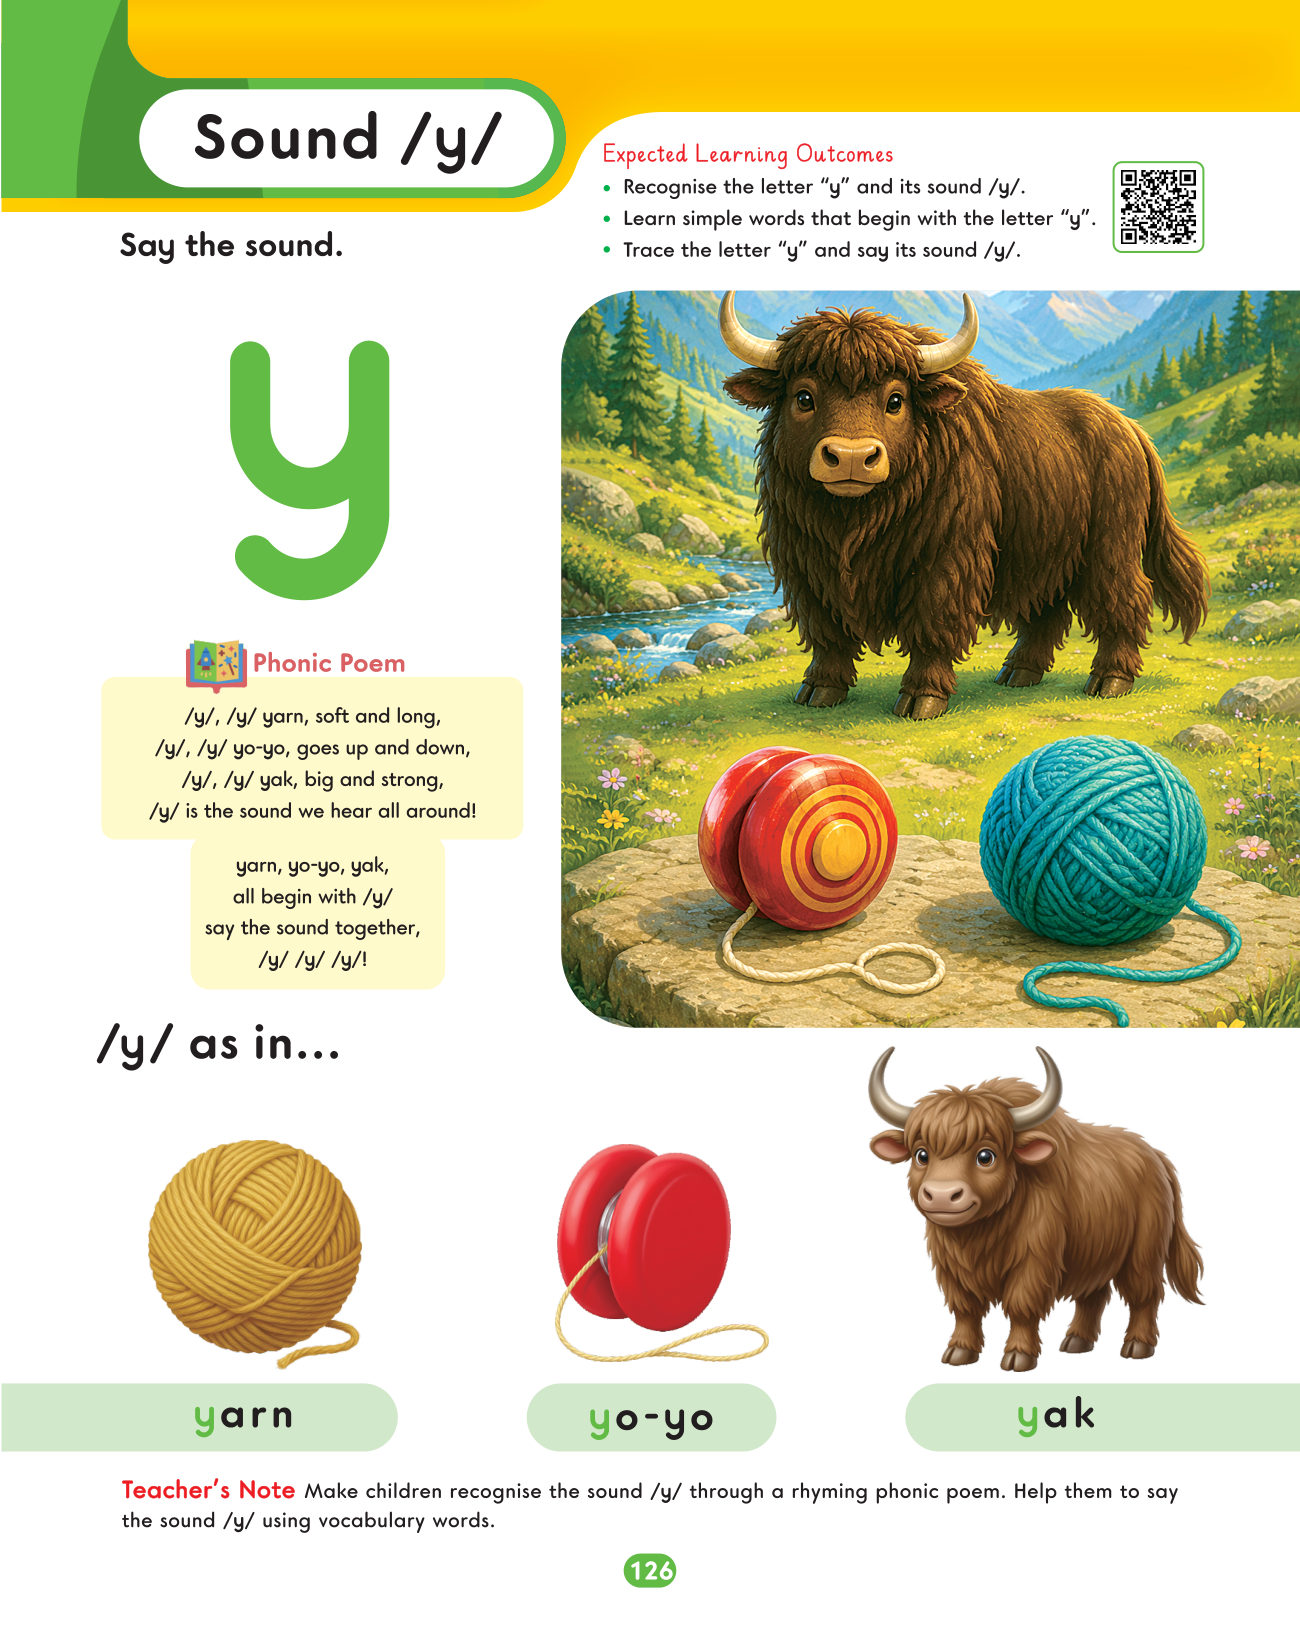 Sound /y/
Expected Learning Outcomes
• Recognise the letter “y” and its sound /y/.
• Learn simple words that begin with the letter “y”.
• Trace the letter “y” and say its sound /y/.
Say the sound.
y
Phonic Poem
/y/, /y/ yarn, soft and long,
/y/, /y/ yo-yo, goes up and down,
/y/, /y/ yak, big and strong,
/y/ is the sound we hear all around!
yarn, yo-yo, yak,
all begin with /y/
say the sound together,
/y/ /y/ /y/!
/y/ as in...
yarn
yo-yo
yak
Teacher’s Note Make children recognise the sound /y/ through a rhyming phonic poem. Help them to say
the sound /y/ using vocabulary words.
126